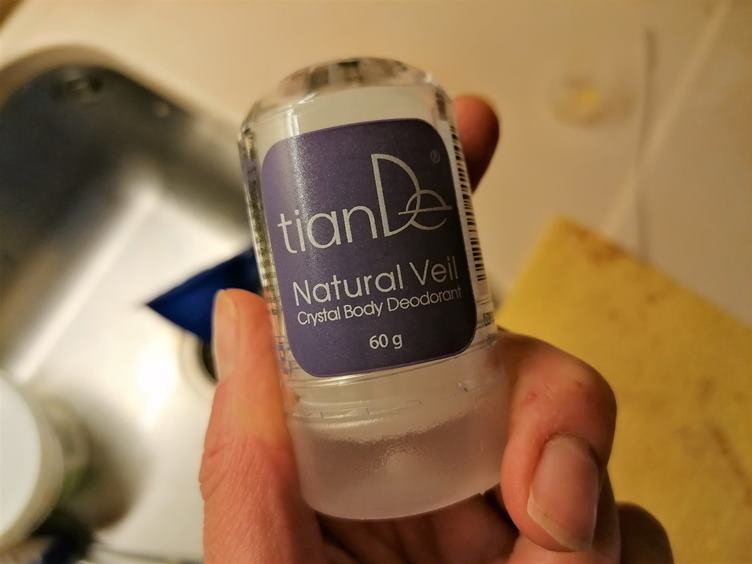 tianDe®
Natural Veil
Crystal Body Deodorant
60 g